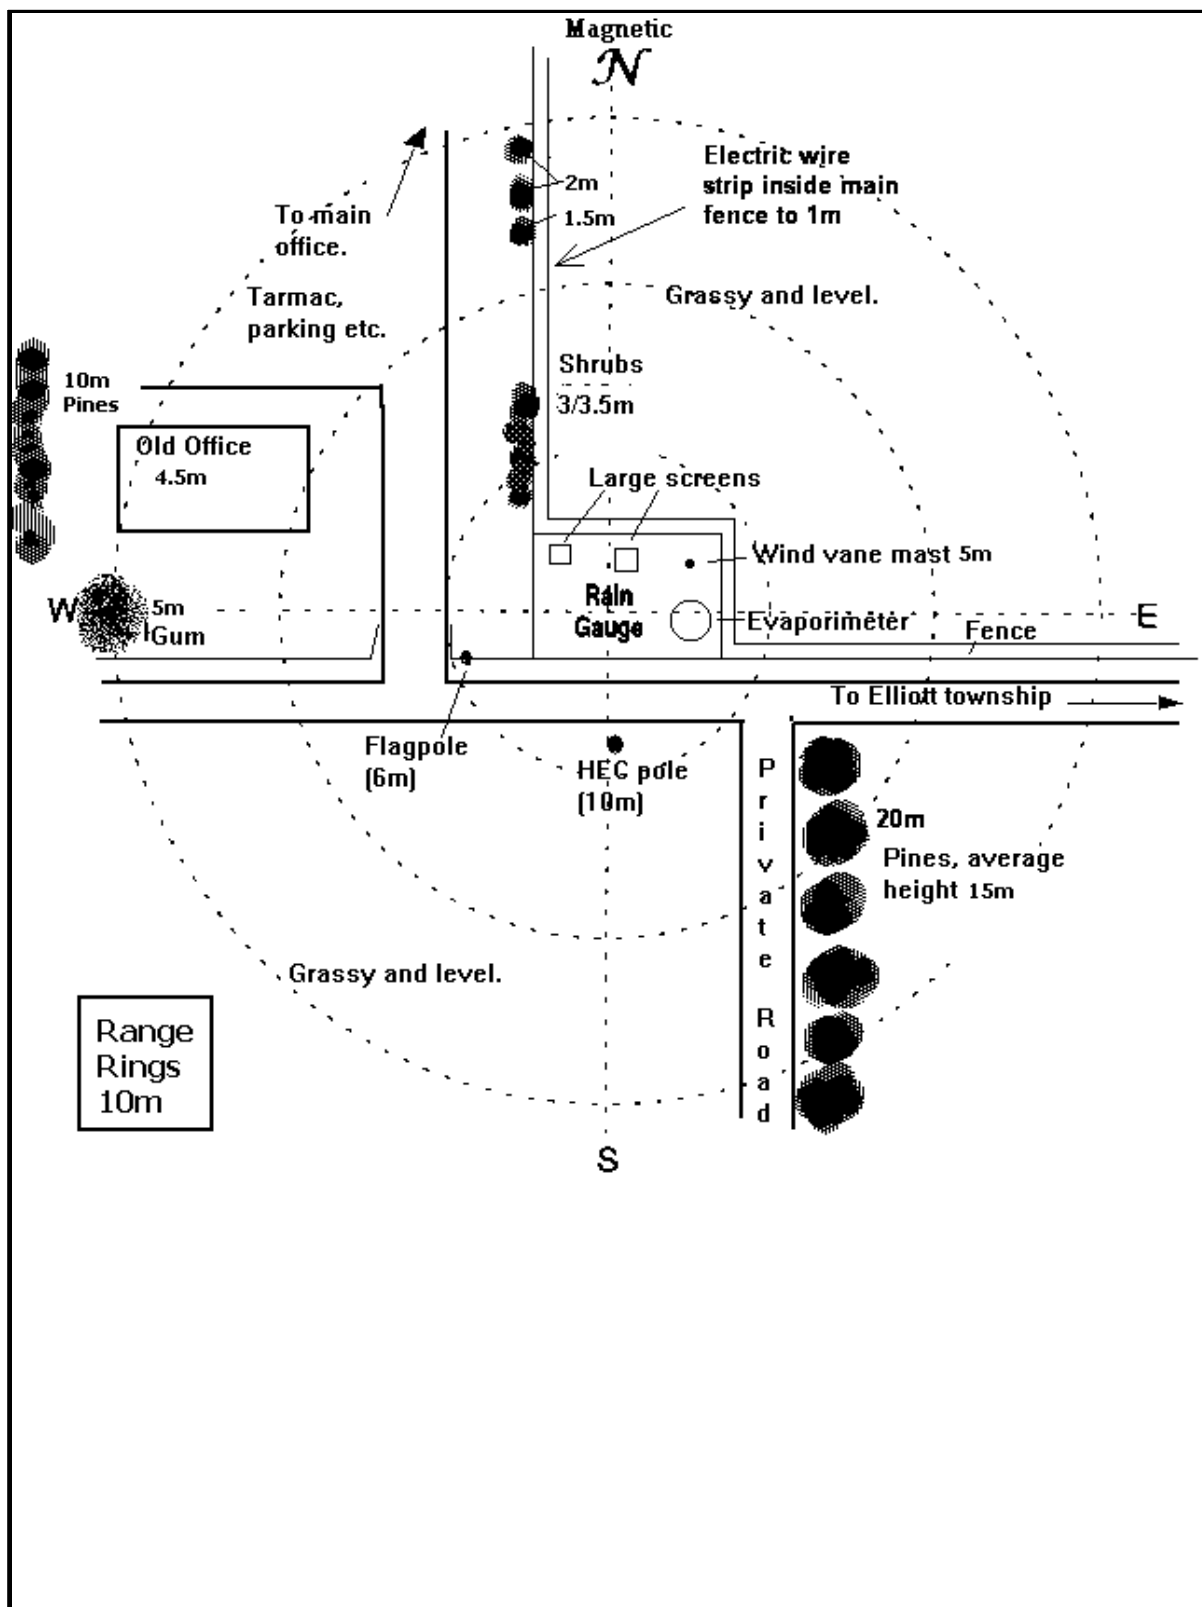 Magnetic
N
Electric wire
strip inside main
fence to 1m
2m
1.5m
To main
office.
Tarmac,
parking etc.
Grassy and level.
10m
Pines
Shrubs
3/3.5m
Old Office
4.5m
Large screens
Wind vane mast 5m
W
5m
Gum
Rain
Gauge
Evaporimeter
E
Fence
To Elliott township
Flagpole
(6m)
HEC pole
(10m)
Private Road
20m
Pines, average
height 15m
Grassy and level.
Range
Rings
10m
S